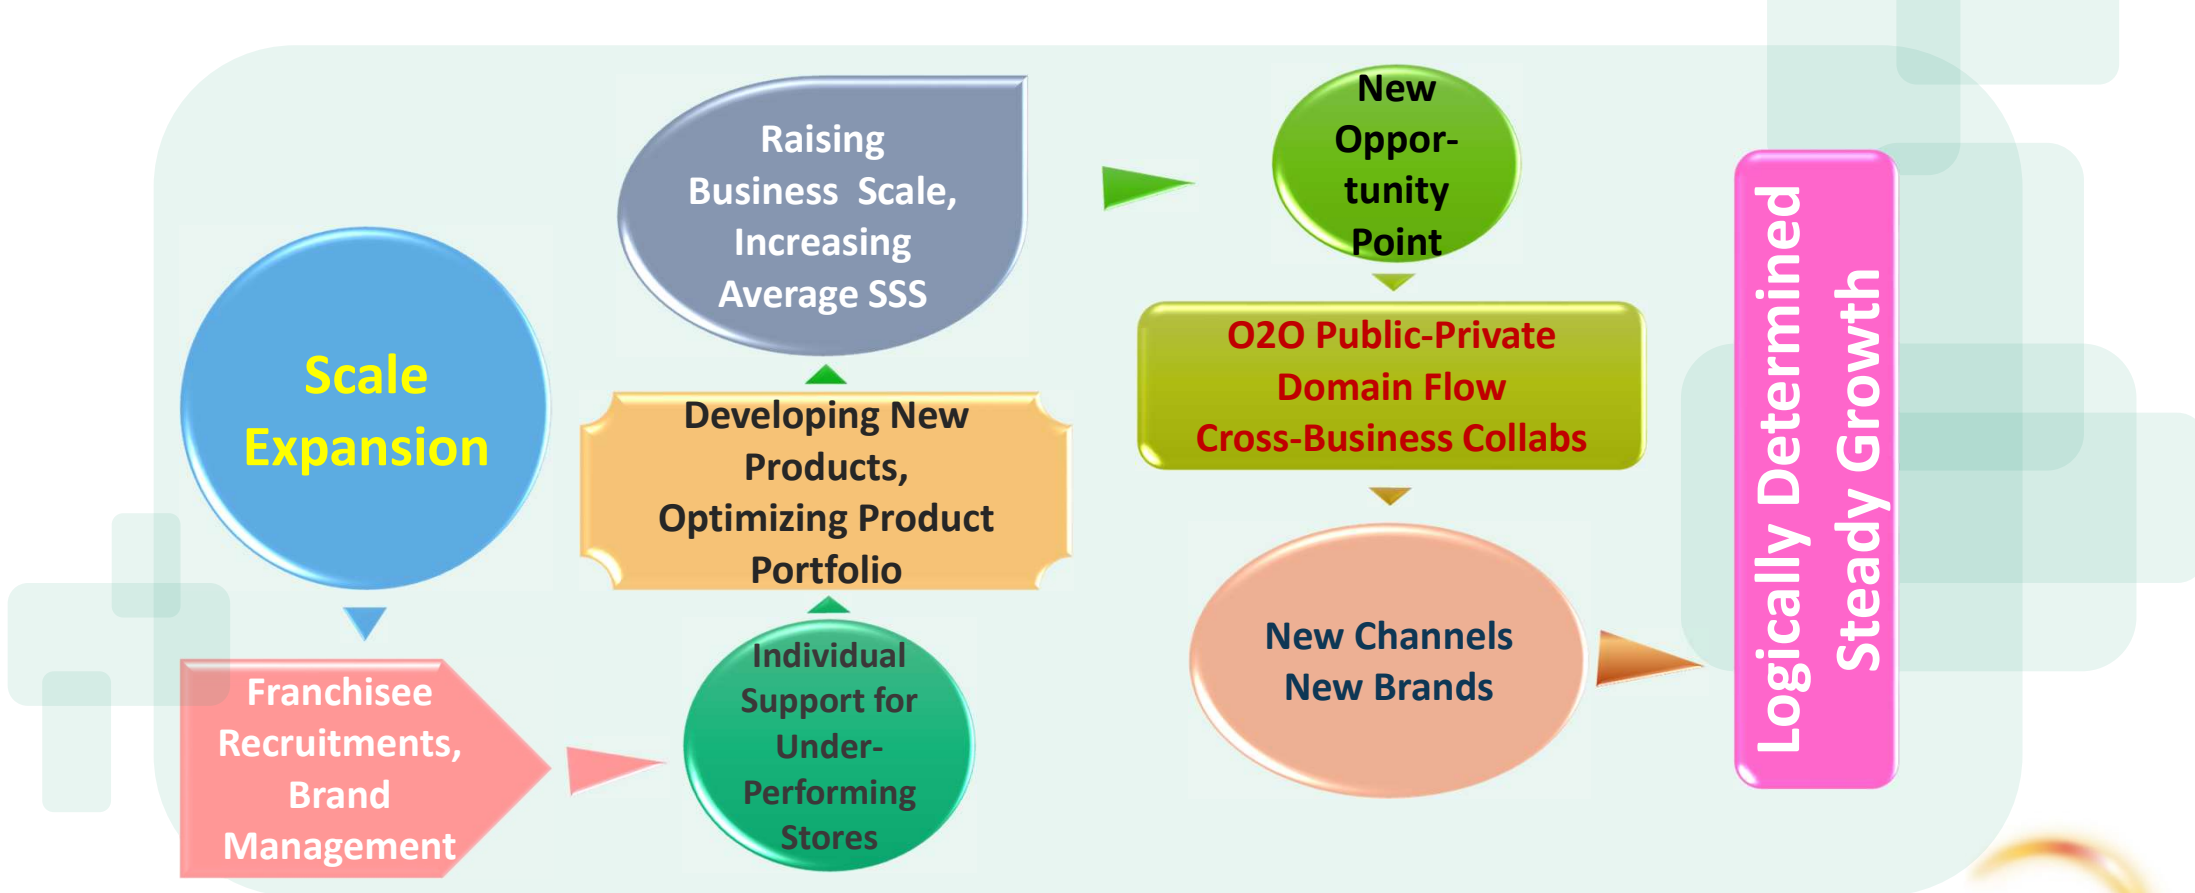 Scale
Expansion
Franchisee
Recruitments,
Brand
Management
Individual
Support for
Under-
Performing
Stores
Developing New
Products,
Optimizing Product
Portfolio
Raising
Business  Scale,
Increasing
Average SSS
New
Oppor-
tunity
Point
O2O Public-Private
Domain Flow
Cross-Business Collabs
New Channels
New Brands
Logically Determined
Steady Growth